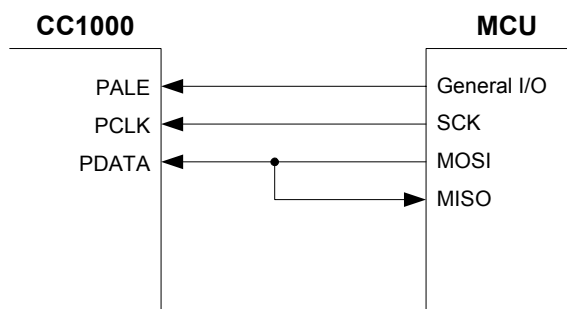 CC1000 MCU
PALE General I/O
PCLK SCK
PDATA MOSI
MISO